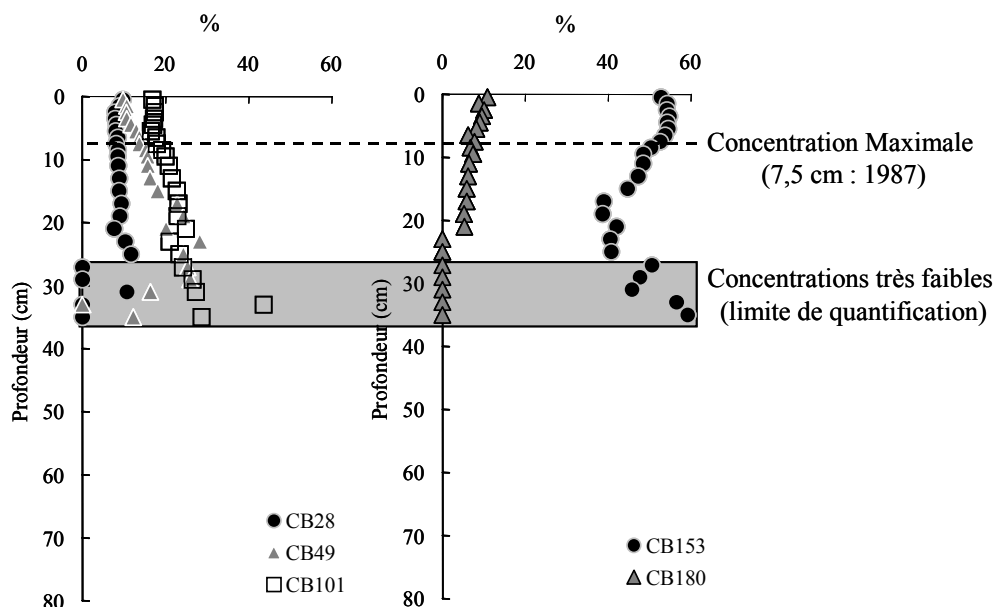 %
0 20 40 60
0
10
20
30
40
50
60
70
80
Profondeur (cm)
CB28
CB49
CB101
%
0 20 40 60
0
10
20
30
40
50
60
70
80
Profondeur (cm)
CB153
CB180
Concentration Maximale
(7,5 cm : 1987)
Concentrations très faibles
(limite de quantification)